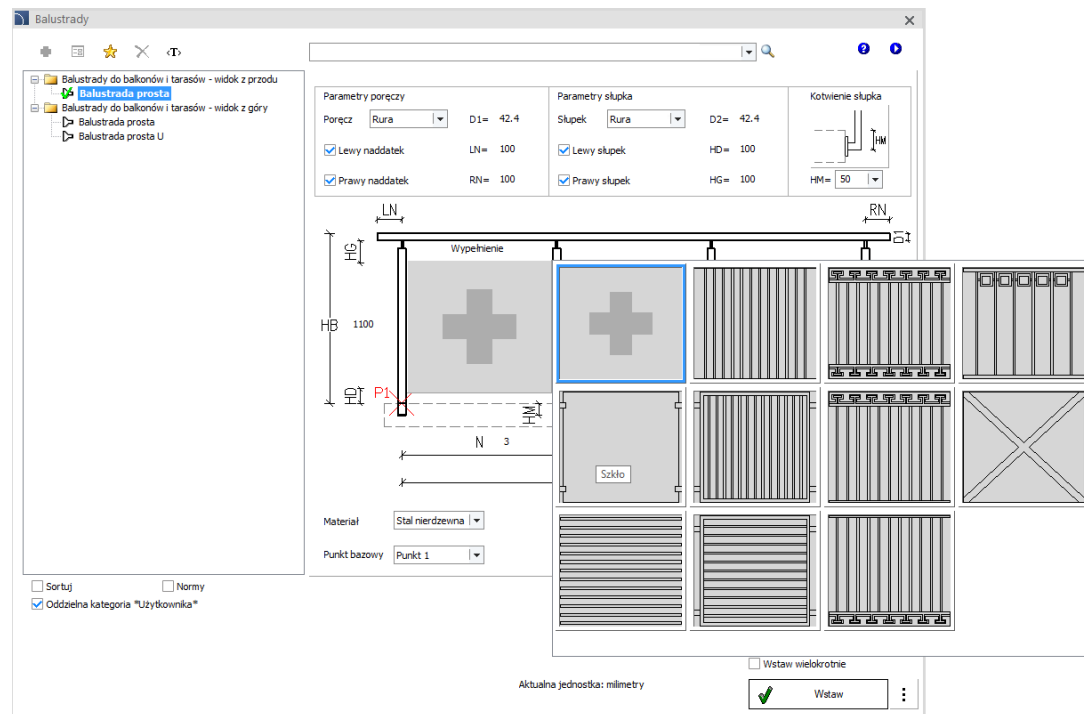 Balustrady
‹T›
Balustrady do balkonów i tarasów - widok z przodu
Balustrada prosta
Balustrady do balkonów i tarasów - widok z góry
Balustrada prosta
Balustrada prosta U
Parametry poręczy
Parametry słupka
Kotwienie słupka
Poręcz Rura D1= 42.4
Słupek Rura D2= 42.4
HM
Lewy naddatek LN= 100
Lewy słupek HD= 100
Prawy naddatek RN= 100
Prawy słupek HG= 100
HM= 50
LN
RN
D1
HG
Wypełnienie
HB 1100
HD
P1
HM
N 3
Szkło
Materiał Stal nierdzewna
Punkt bazowy Punkt 1
Sortuj
Normy
Oddzielna kategoria "Użytkownika"
Wstaw wielokrotnie
Aktualna jednostka: milimetry
Wstaw